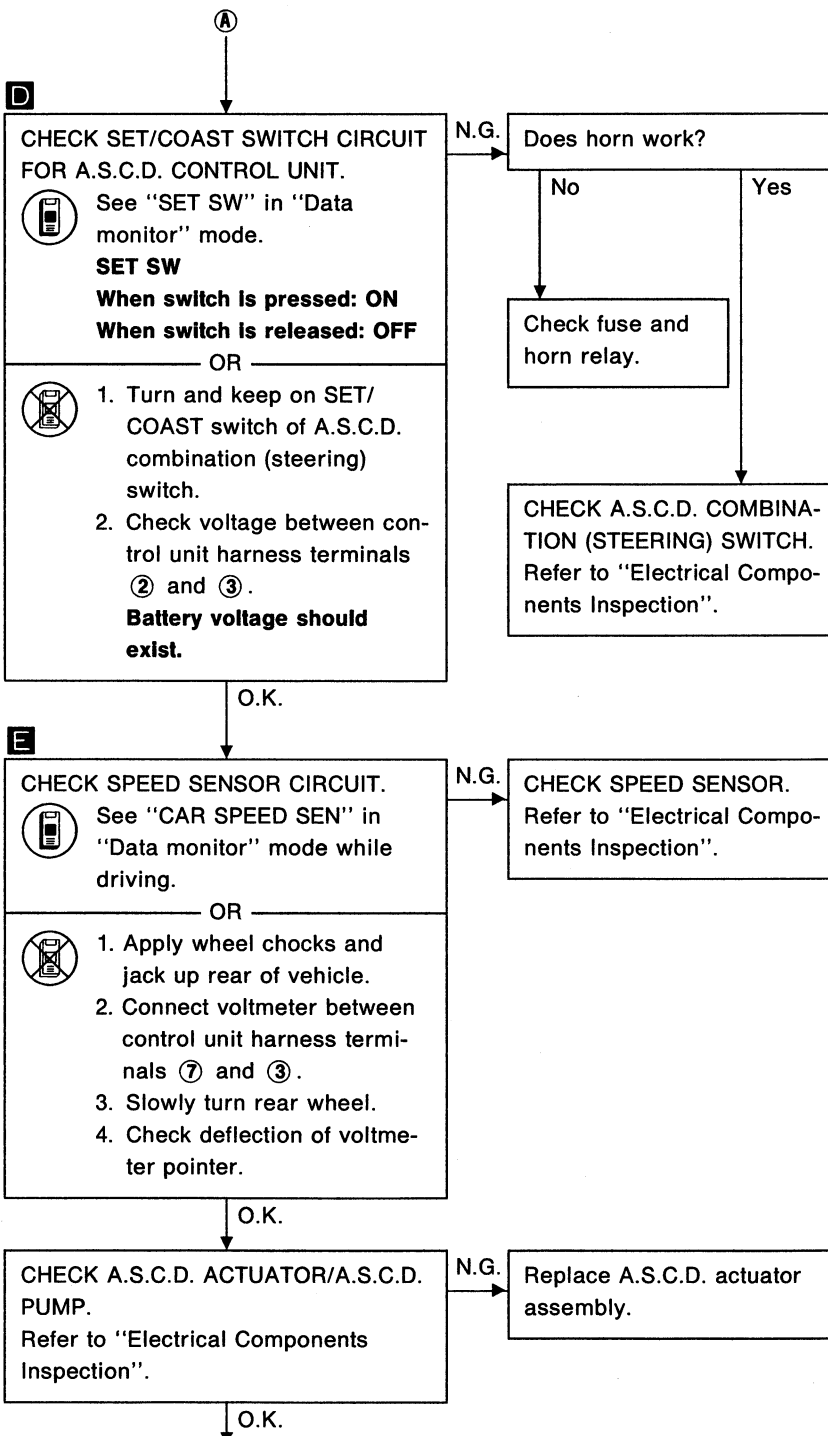 Ⓐ
D
CHECK SET/COAST SWITCH CIRCUIT
FOR A.S.C.D. CONTROL UNIT.
See "SET SW" in "Data
monitor" mode.
SET SW
When switch is pressed: ON
When switch is released: OFF
OR
1. Turn and keep on SET/
COAST switch of A.S.C.D.
combination (steering)
switch.
2. Check voltage between con-
trol unit harness terminals
② and ③.
Battery voltage should
exist.
N.G.
Does horn work?
No
Yes
Check fuse and
horn relay.
CHECK A.S.C.D. COMBINA-
TION (STEERING) SWITCH.
Refer to "Electrical Compo-
nents Inspection".
O.K.
E
CHECK SPEED SENSOR CIRCUIT.
See "CAR SPEED SEN" in
"Data monitor" mode while
driving.
OR
1. Apply wheel chocks and
jack up rear of vehicle.
2. Connect voltmeter between
control unit harness termi-
nals ⑦ and ③.
3. Slowly turn rear wheel.
4. Check deflection of voltme-
ter pointer.
N.G.
CHECK SPEED SENSOR.
Refer to "Electrical Compo-
nents Inspection".
O.K.
CHECK A.S.C.D. ACTUATOR/A.S.C.D.
PUMP.
Refer to "Electrical Components
Inspection".
N.G.
Replace A.S.C.D. actuator
assembly.
O.K.